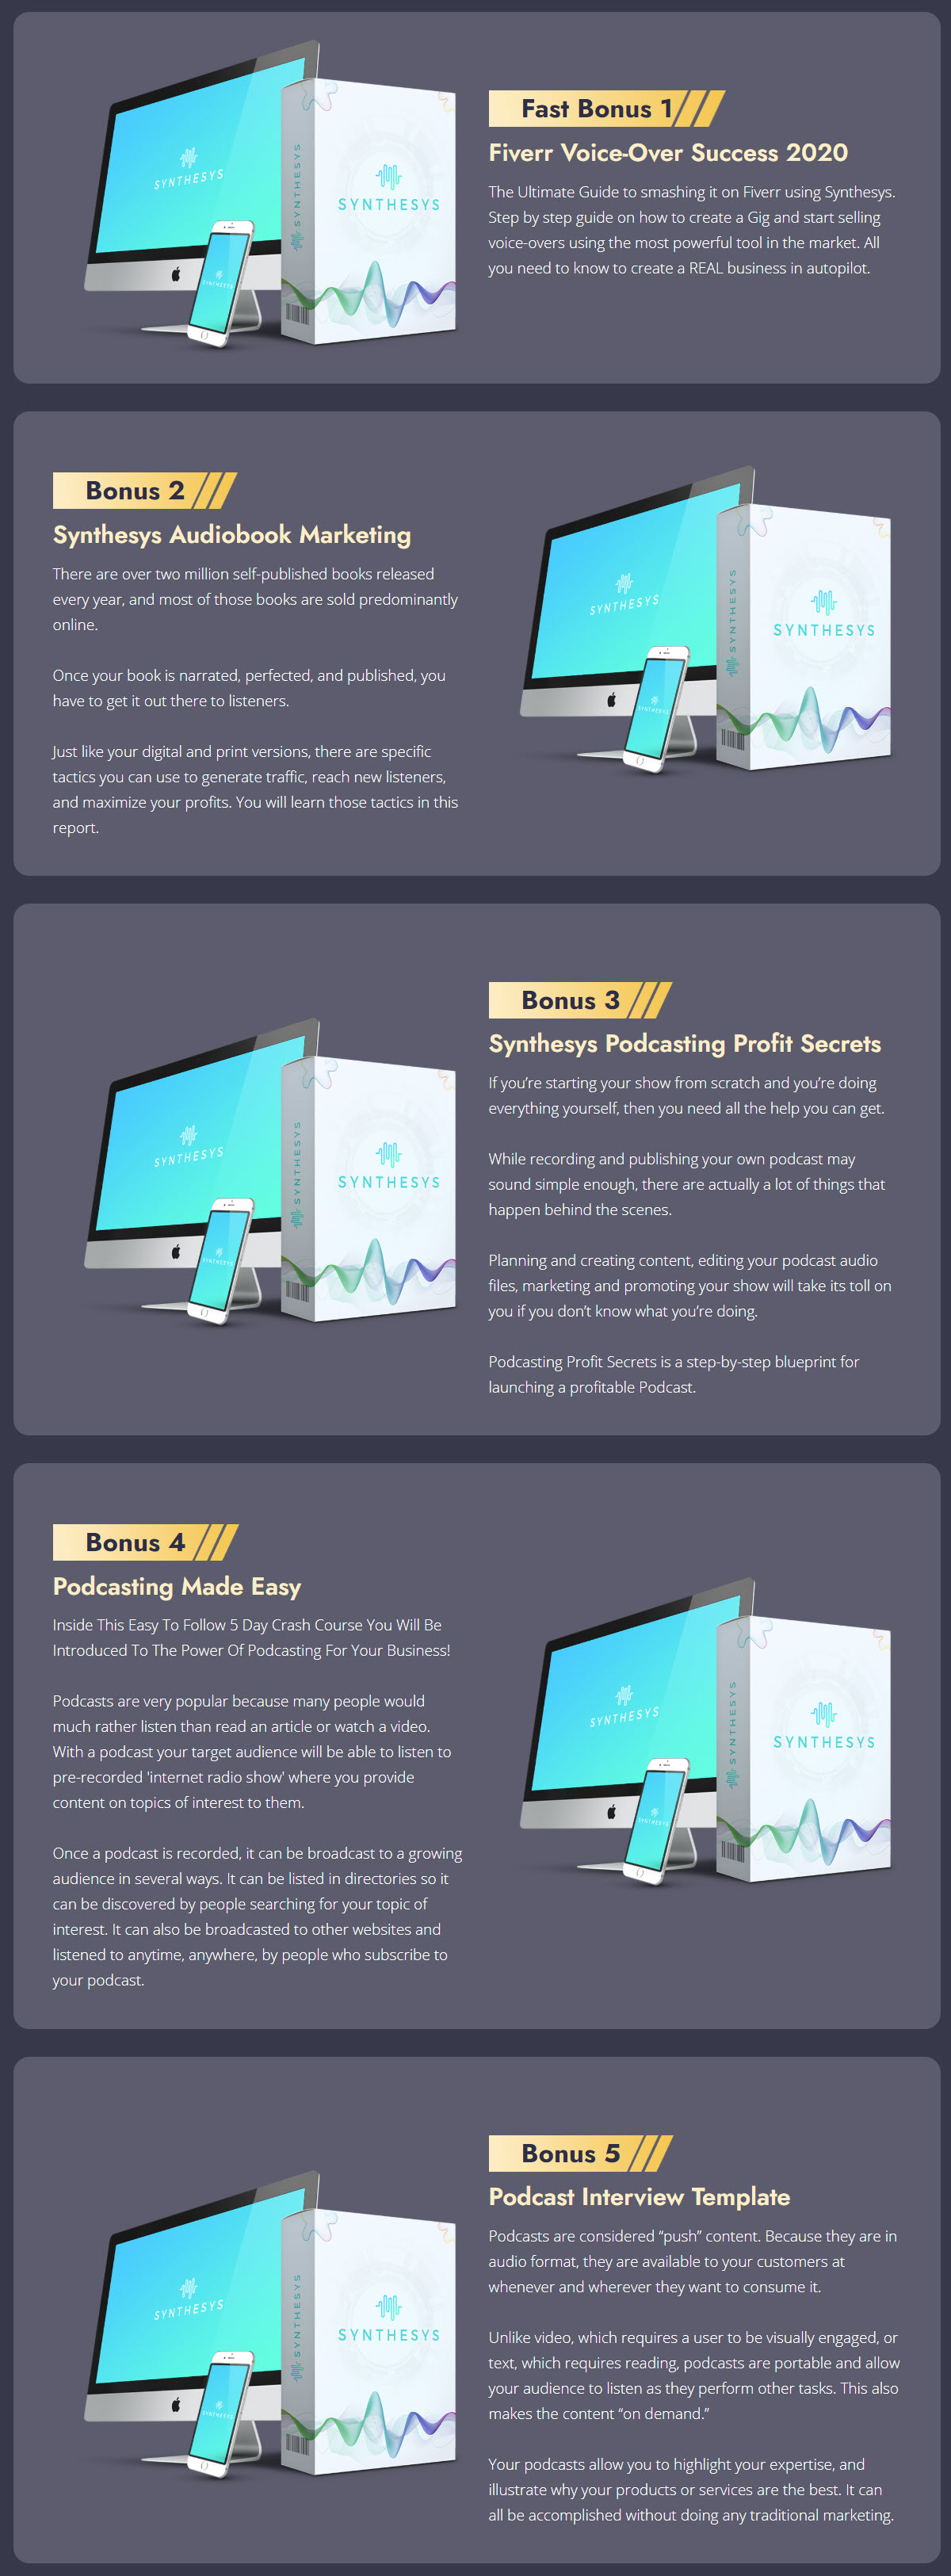 SYNTHESYS
SYNTHESYS
SYNTHESYS
SYNTHESYS
Fast Bonus 1
Fiverr Voice-Over Success 2020
The Ultimate Guide to smashing it on Fiverr using Synthesys.
Step by step guide on how to create a Gig and start selling
voice-overs using the most powerful tool in the market. All
you need to know to create a REAL business in autopilot.
Bonus 2
Synthesys Audiobook Marketing
There are over two million self-published books released
every year, and most of those books are sold predominantly
online.
Once your book is narrated, perfected, and published, you
have to get it out there to listeners.
Just like your digital and print versions, there are specific
tactics you can use to generate traffic, reach new listeners,
and maximize your profits. You will learn those tactics in this
report.
SYNTHESYS
SYNTHESYS
SYNTHESYS
SYNTHESYS
SYNTHESYS
SYNTHESYS
SYNTHESYS
SYNTHESYS
Bonus 3
Synthesys Podcasting Profit Secrets
If you’re starting your show from scratch and you’re doing
everything yourself, then you need all the help you can get.
While recording and publishing your own podcast may
sound simple enough, there are actually a lot of things that
happen behind the scenes.
Planning and creating content, editing your podcast audio
files, marketing and promoting your show will take its toll on
you if you don’t know what you’re doing.
Podcasting Profit Secrets is a step-by-step blueprint for
launching a profitable Podcast.
Bonus 4
Podcasting Made Easy
Inside This Easy To Follow 5 Day Crash Course You Will Be
Introduced To The Power Of Podcasting For Your Business!
Podcasts are very popular because many people would
much rather listen than read an article or watch a video.
With a podcast your target audience will be able to listen to
pre-recorded 'internet radio show' where you provide
content on topics of interest to them.
Once a podcast is recorded, it can be broadcast to a growing
audience in several ways. It can be listed in directories so it
can be discovered by people searching for your topic of
interest. It can also be broadcasted to other websites and
listened to anytime, anywhere, by people who subscribe to
your podcast.
SYNTHESYS
SYNTHESYS
SYNTHESYS
SYNTHESYS
SYNTHESYS
SYNTHESYS
SYNTHESYS
SYNTHESYS
Bonus 5
Podcast Interview Template
Podcasts are considered “push” content. Because they are in
audio format, they are available to your customers at
whenever and wherever they want to consume it.
Unlike video, which requires a user to be visually engaged, or
text, which requires reading, podcasts are portable and allow
your audience to listen as they perform other tasks. This also
makes the content “on demand.”
Your podcasts allow you to highlight your expertise, and
illustrate why your products or services are the best. It can
all be accomplished without doing any traditional marketing.